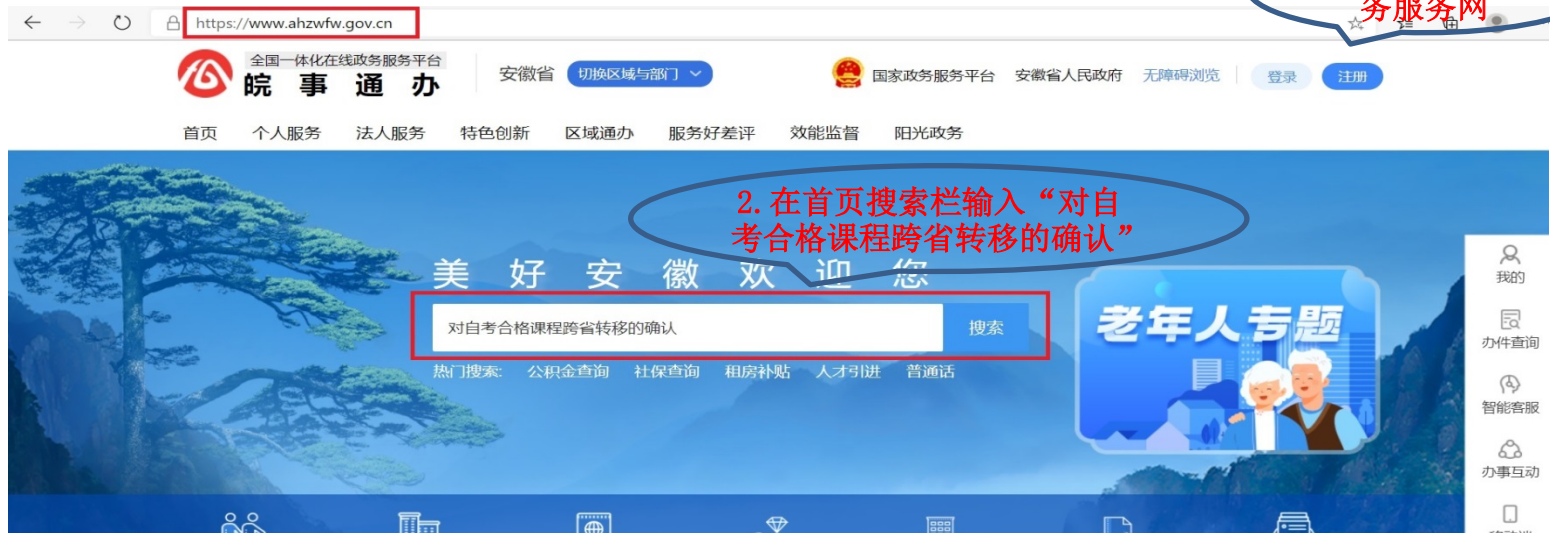 务服务网
https://www.ahzwfw.gov.cn
全国一体化在线政务服务平台
皖事通办
安徽省 切换区域与部门
国家政务服务平台 安徽省人民政府 无障碍浏览 登录 注册
首页 个人服务 法人服务 特色创新 区域通办 服务好差评 效能监督 阳光政务
2.在首页搜索栏输入“对自
考合格课程跨省转移的确认”
美好安徽欢迎您
对自考合格课程跨省转移的确认 搜索
热门搜索: 公积金查询 社保查询 租房补贴 人才引进 普通话
老年人专题
我的
办件查询
智能客服
办事互动